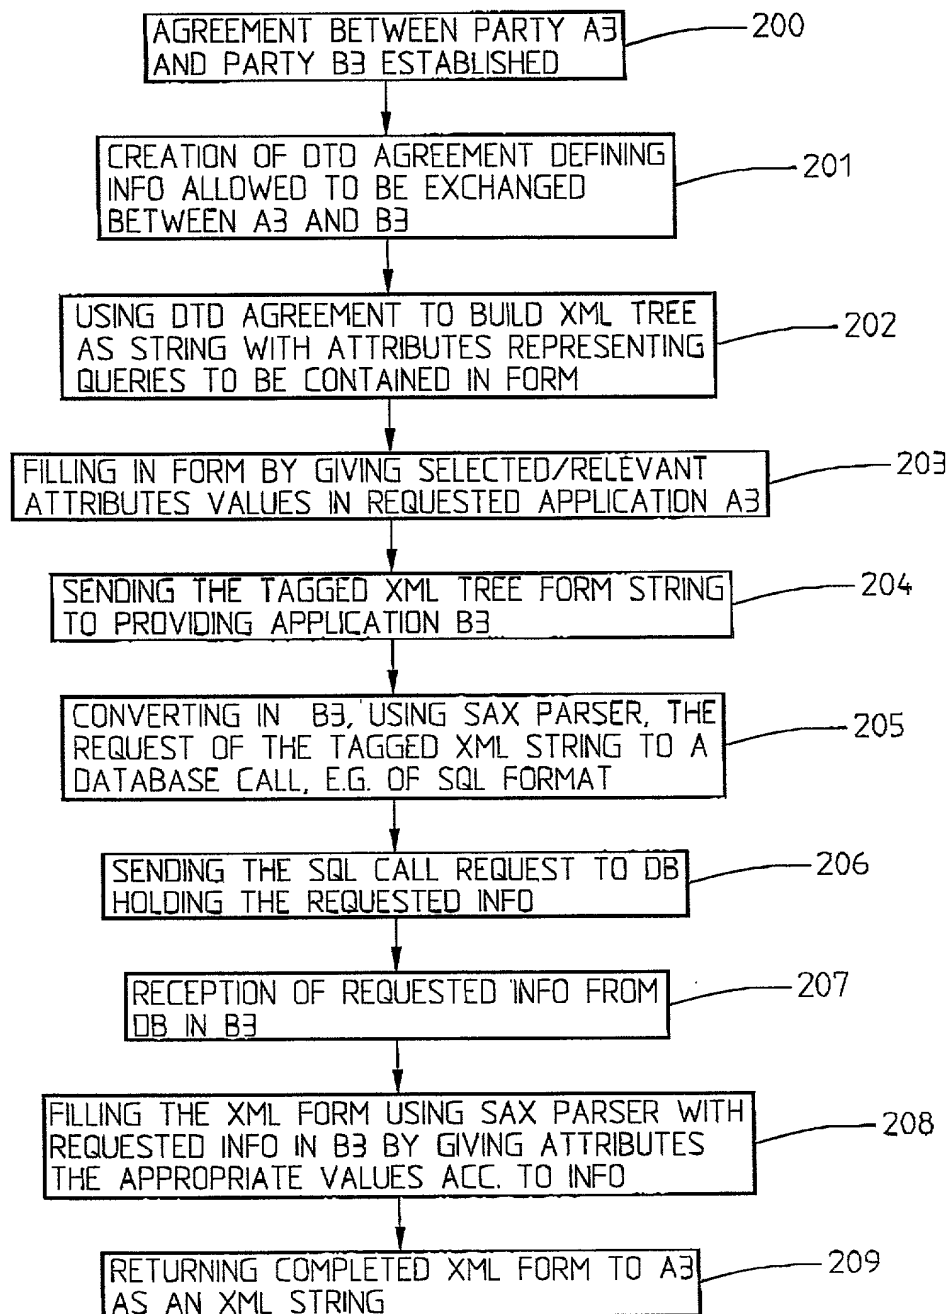 AGREEMENT BETWEEN PARTY A3
AND PARTY B3 ESTABLISHED
200
CREATION OF DTD AGREEMENT DEFINING
INFO ALLOWED TO BE EXCHANGED
BETWEEN A3 AND B3
201
USING DTD AGREEMENT TO BUILD XML TREE
AS STRING WITH ATTRIBUTES REPRESENTING
QUERIES TO BE CONTAINED IN FORM
202
FILLING IN FORM BY GIVING SELECTED/RELEVANT
ATTRIBUTES VALUES IN REQUESTED APPLICATION A3
203
SENDING THE TAGGED XML TREE FORM STRING
TO PROVIDING APPLICATION B3
204
CONVERTING IN B3, USING SAX PARSER, THE
REQUEST OF THE TAGGED XML STRING TO A
DATABASE CALL, E.G. OF SQL FORMAT
205
SENDING THE SQL CALL REQUEST TO DB
HOLDING THE REQUESTED INFO
206
RECEPTION OF REQUESTED INFO FROM
DB IN B3
207
FILLING THE XML FORM USING SAX PARSER WITH
REQUESTED INFO IN B3 BY GIVING ATTRIBUTES
THE APPROPRIATE VALUES ACC. TO INFO
208
RETURNING COMPLETED XML FORM TO A3
AS AN XML STRING
209